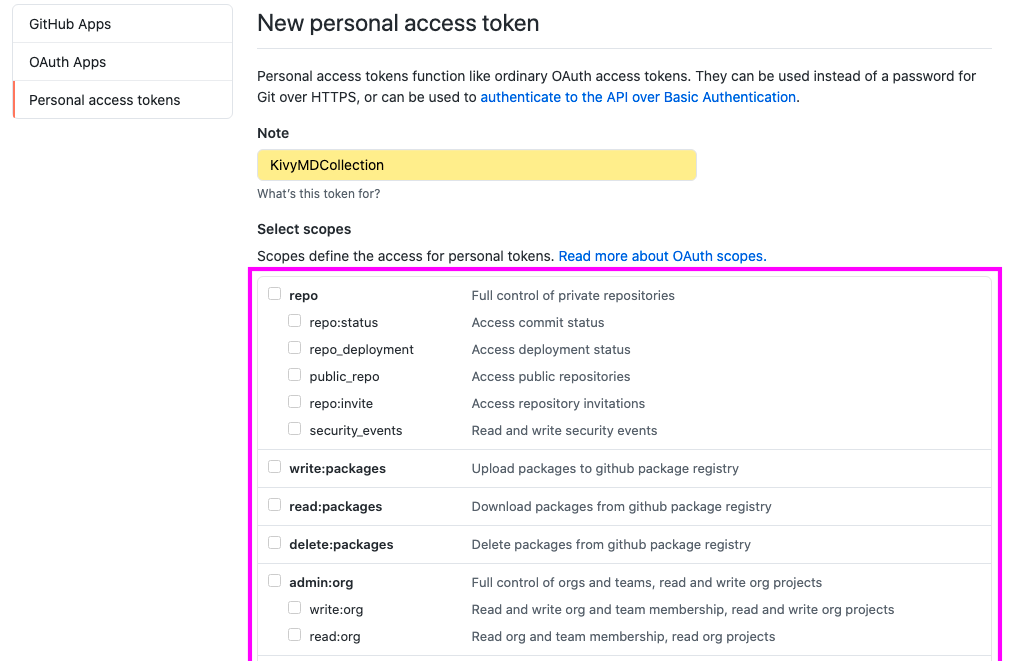 GitHub Apps
OAuth Apps
Personal access tokens
New personal access token
Personal access tokens function like ordinary OAuth access tokens. They can be used instead of a password for
Git over HTTPS, or can be used to authenticate to the API over Basic Authentication.
Note
KivyMDCollection
What's this token for?
Select scopes
Scopes define the access for personal tokens. Read more about OAuth scopes.
repo Full control of private repositories
repo:status Access commit status
repo_deployment Access deployment status
public_repo Access public repositories
repo:invite Access repository invitations
security_events Read and write security events
write:packages Upload packages to github package registry
read:packages Download packages from github package registry
delete:packages Delete packages from github package registry
admin:org Full control of orgs and teams, read and write org projects
write:org Read and write org and team membership, read and write org projects
read:org Read org and team membership, read org projects